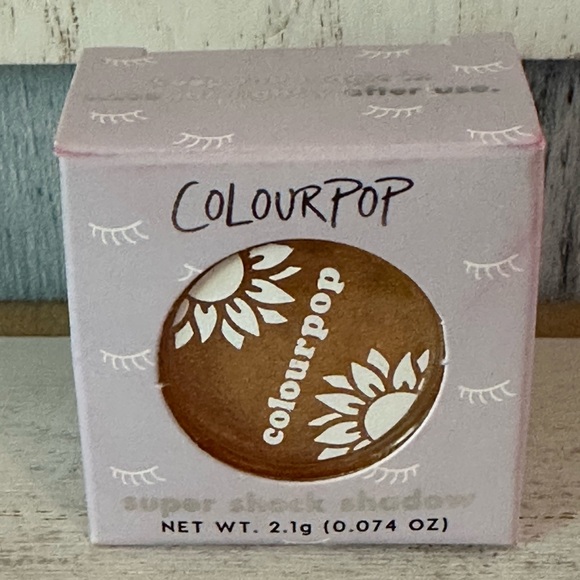 after use.
COLOURPOP
colourpop
super shock shadow
NET WT. 2.1g (0.074 OZ)